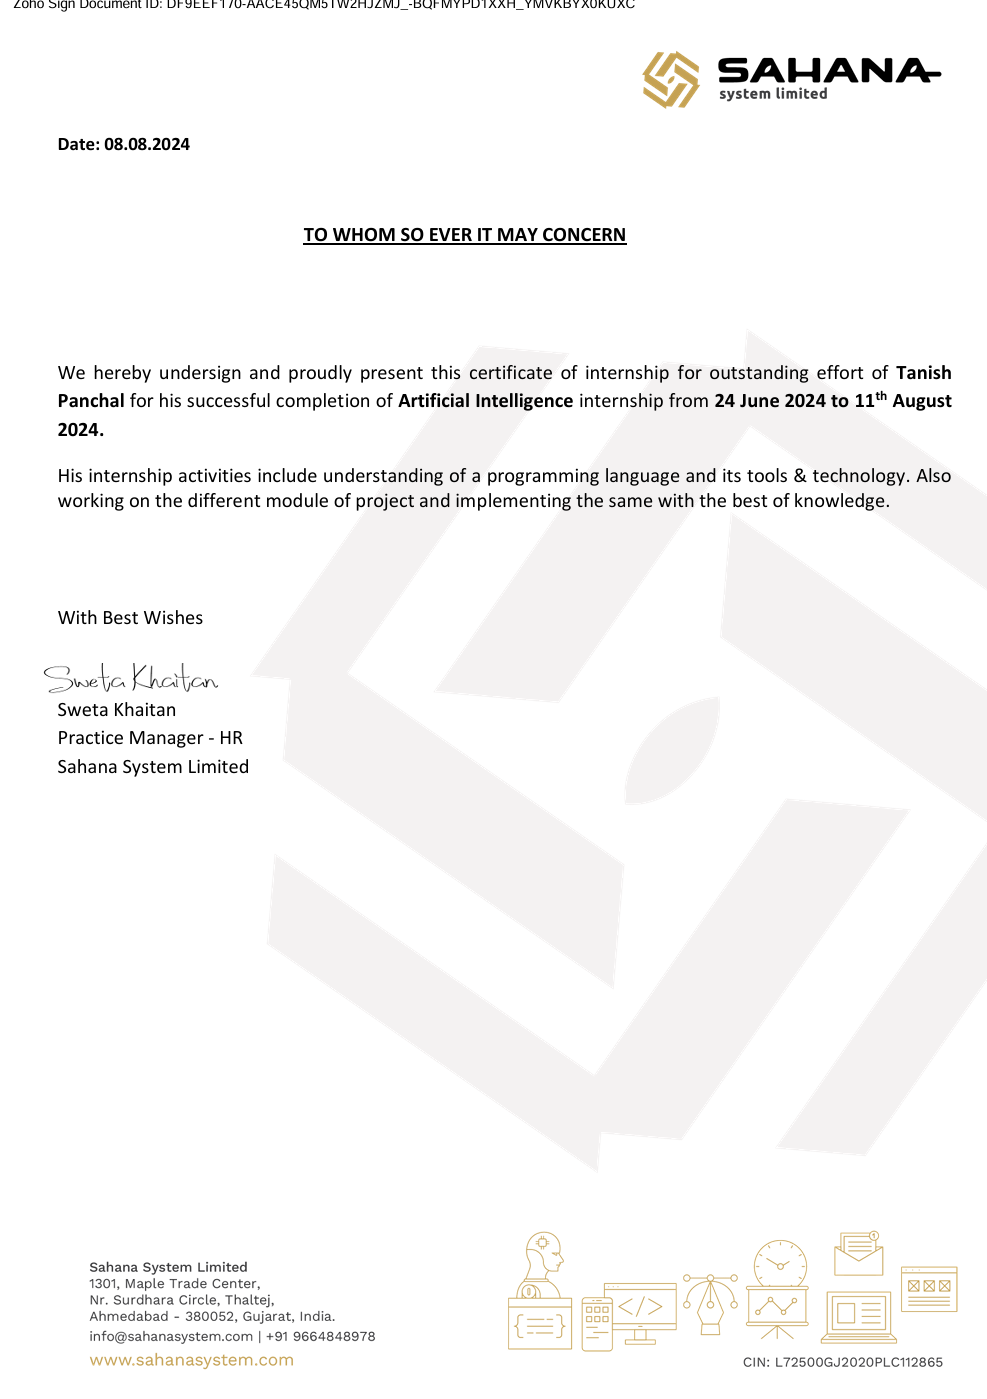 Zoho Sign Document ID: DF9EEF170-AACE45QM5TW2HJZMJ_-BQFMYPD1XXH_YMVKBYX0KUXC
SAHANA
system limited
Date: 08.08.2024
TO WHOM SO EVER IT MAY CONCERN
We hereby undersign and proudly present this certificate of internship for outstanding effort of Tanish
Panchal for his successful completion of Artificial Intelligence internship from 24 June 2024 to 11th August
2024.
His internship activities include understanding of a programming language and its tools & technology. Also
working on the different module of project and implementing the same with the best of knowledge.
With Best Wishes
Sweta Khaitan
Sweta Khaitan
Practice Manager - HR
Sahana System Limited
Sahana System Limited
1301, Maple Trade Center,
Nr. Surdhara Circle, Thaltej,
Ahmedabad - 380052, Gujarat, India.
info@sahanasystem.com | +91 9664848978
www.sahanasystem.com
1
CIN: L72500GJ2020PLC112865